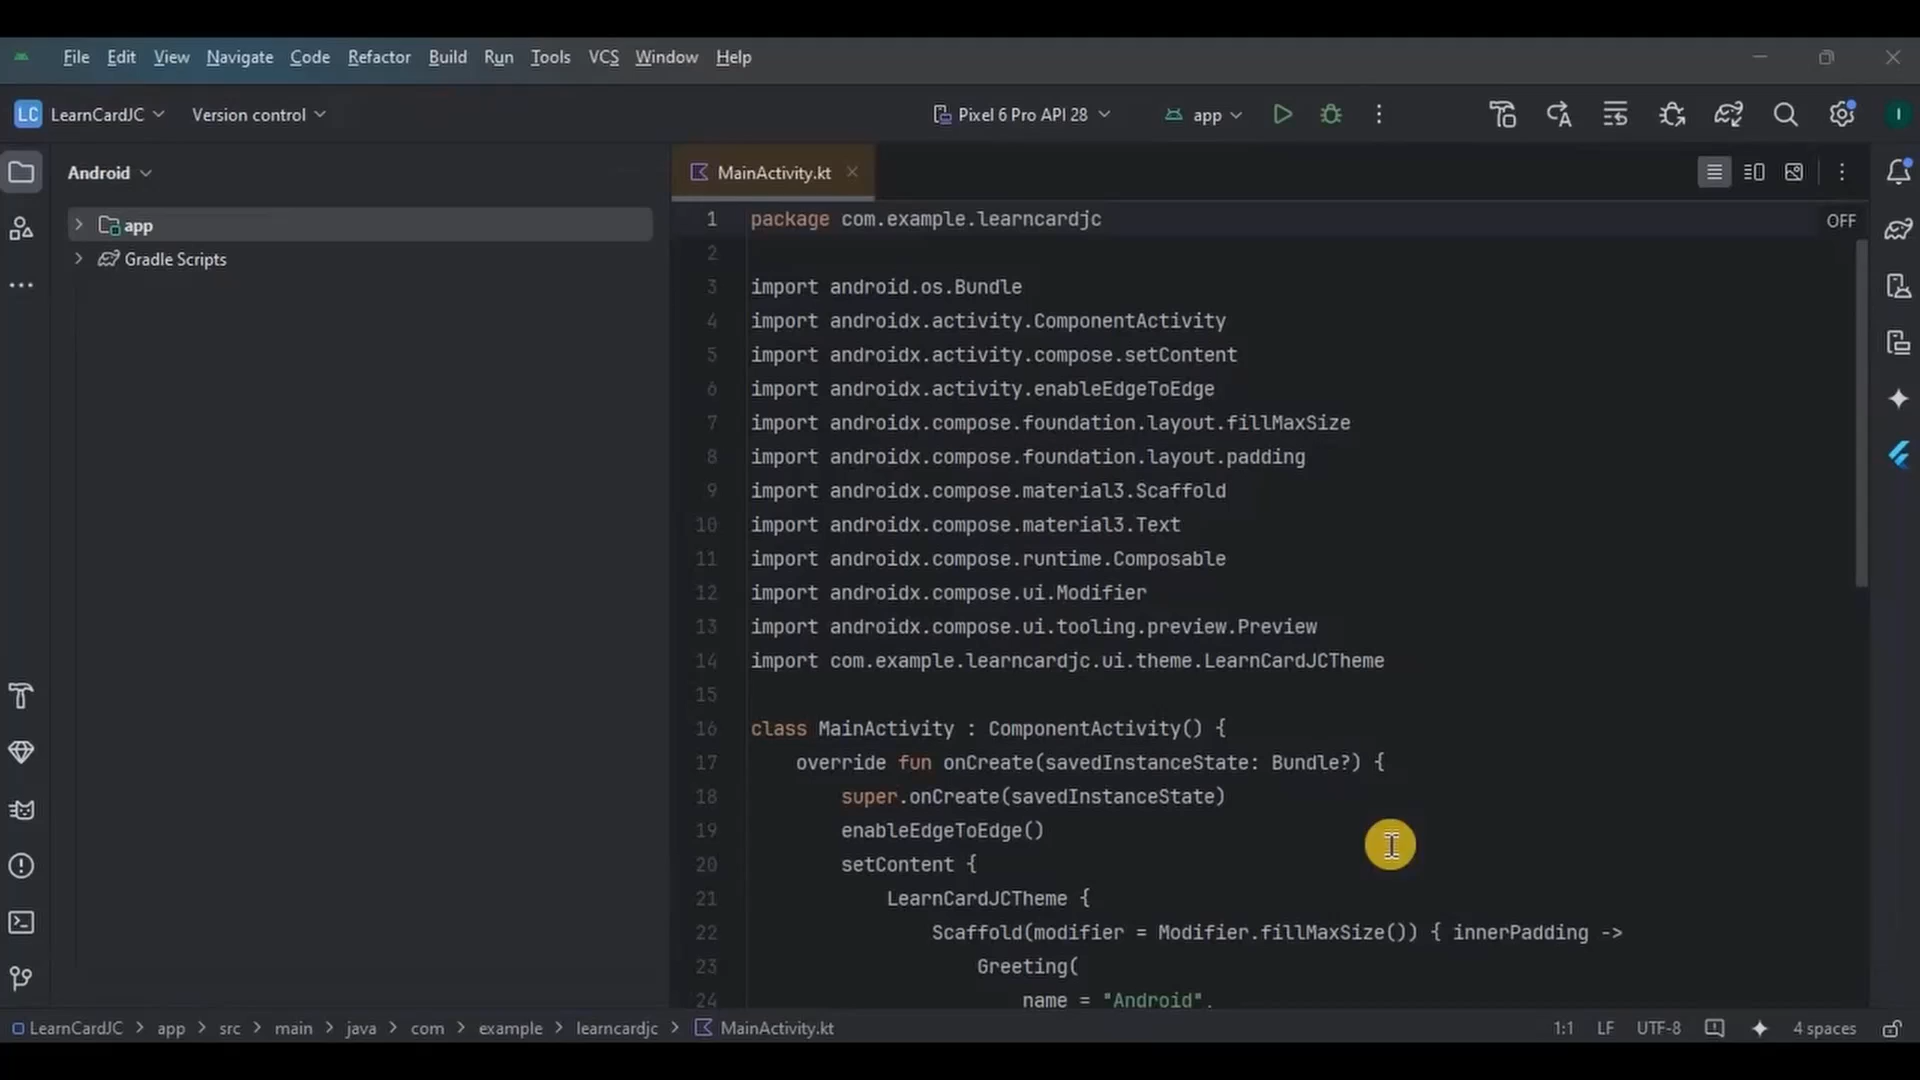 File Edit View Navigate Code Refactor Build Run Tools VCS Window Help
LC LearnCardJC Version control Pixel 6 Pro API 28 app I
Android
app
Gradle Scripts
MainActivity.kt
OFF
1 package com.example.learncardjc
2
3 import android.os.Bundle
4 import androidx.activity.ComponentActivity
5 import androidx.activity.compose.setContent
6 import androidx.activity.enableEdgeToEdge
7 import androidx.compose.foundation.layout.fillMaxSize
8 import androidx.compose.foundation.layout.padding
9 import androidx.compose.material3.Scaffold
10 import androidx.compose.material3.Text
11 import androidx.compose.runtime.Composable
12 import androidx.compose.ui.Modifier
13 import androidx.compose.ui.tooling.preview.Preview
14 import com.example.learncardjc.ui.theme.LearnCardJCTheme
15
16 class MainActivity : ComponentActivity() {
17 override fun onCreate(savedInstanceState: Bundle?) {
18 super.onCreate(savedInstanceState)
19 enableEdgeToEdge()
20 setContent {
21 LearnCardJCTheme {
22 Scaffold(modifier = Modifier.fillMaxSize()) { innerPadding ->
23 Greeting(
24 name = "Android",
LearnCardJC > app > src > main > java > com > example > learncardjc > MainActivity.kt 1:1 LF UTF-8 4 spaces